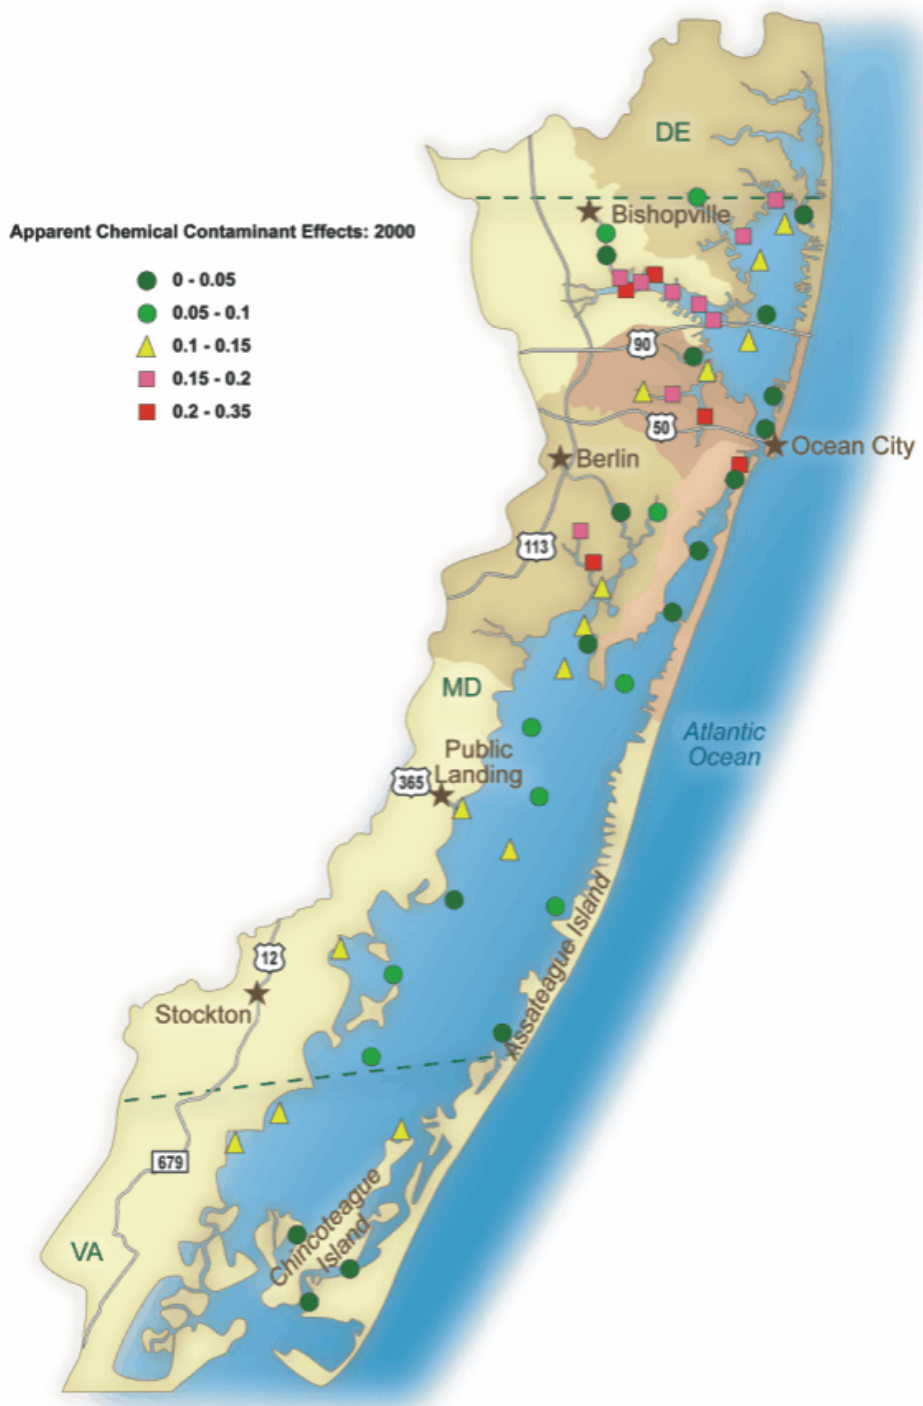 DE
Bishopville
Apparent Chemical Contaminant Effects: 2000
0 - 0.05
0.05 - 0.1
0.1 - 0.15
0.15 - 0.2
0.2 - 0.35
90
50
Ocean City
Berlin
113
MD
Atlantic
Ocean
Public
Landing
365
Assateague Island
12
Stockton
679
Chincoteague
Island
VA